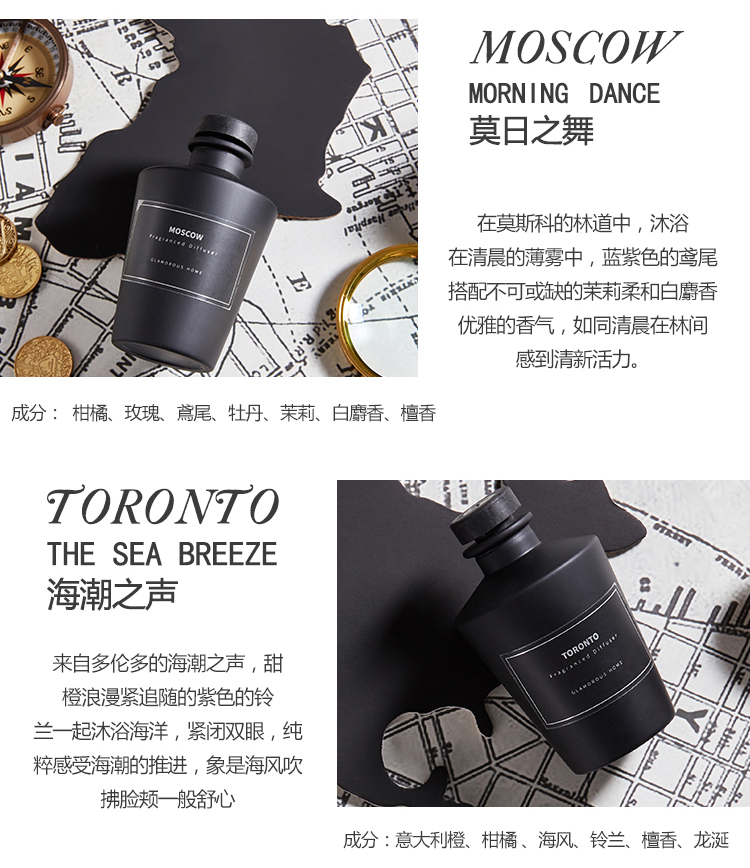 MOSCOW
MORNING DANCE
莫日之舞
在莫斯科的林道中，沐浴
在清晨的薄雾中，蓝紫色的鸢尾
搭配不可或缺的茉莉柔和白麝香
优雅的香气，如同清晨在林间
感到清新活力。
MOSCOW
Fragranced Diffuser
GLAMOROUS HOME
成分： 柑橘、玫瑰、鳶尾、牡丹、茉莉、白麝香、檀香
TORONTO
THE SEA BREEZE
海潮之声
来自多伦多的海潮之声，甜
橙浪漫紧追随的紫色的铃
兰一起沐浴海洋，紧闭双眼，纯
粹感受海潮的推进，象是海风吹
拂脸颊一般舒心
TORONTO
Fragranced Diffuser
GLAMOROUS HOME
成分：意大利橙、柑橘 、海风、铃兰、檀香、龙涎